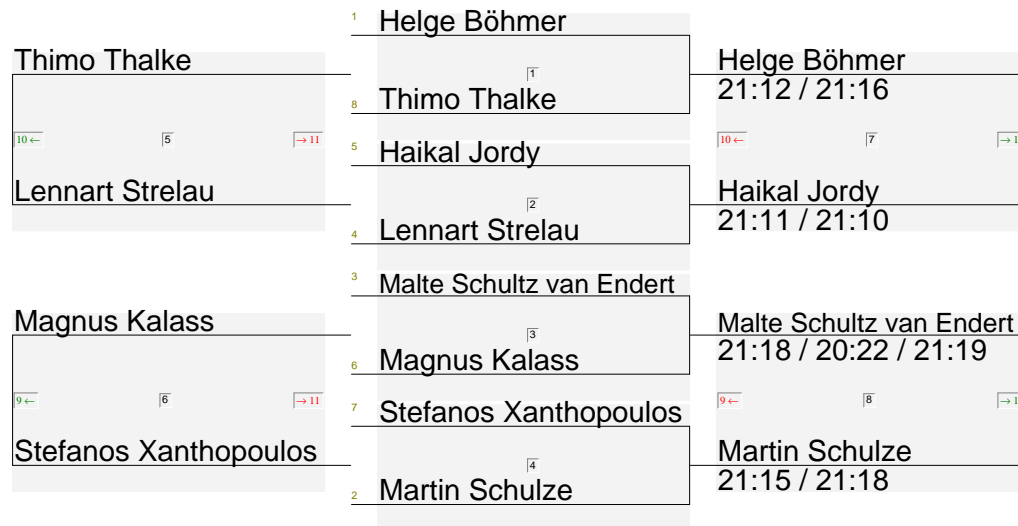 1 Helge Böhmer
Thimo Thalke
Helge Böhmer
1
21:12 / 21:16
8 Thimo Thalke
10 ← 5 → 11
10 ← 7
5 Haikal Jordy
Lennart Strelau
Haikal Jordy
2
21:11 / 21:10
4 Lennart Strelau
3 Malte Schultz van Endert
Magnus Kalass
Malte Schultz van Endert
3
21:18 / 20:22 / 21:19
6 Magnus Kalass
9 ← 6 → 11
9 ← 8
7 Stefanos Xanthopoulos
Stefanos Xanthopoulos
Martin Schulze
4
21:15 / 21:18
2 Martin Schulze